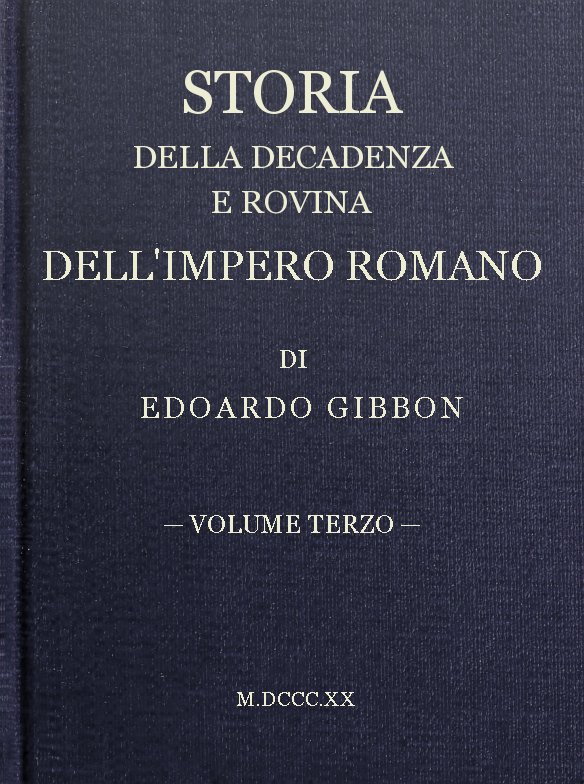 STORIA
DELLA DECADENZA
E ROVINA
DELL'IMPERO ROMANO
DI
EDOARDO GIBBON
— VOLUME TERZO —
M.DCCC.XX